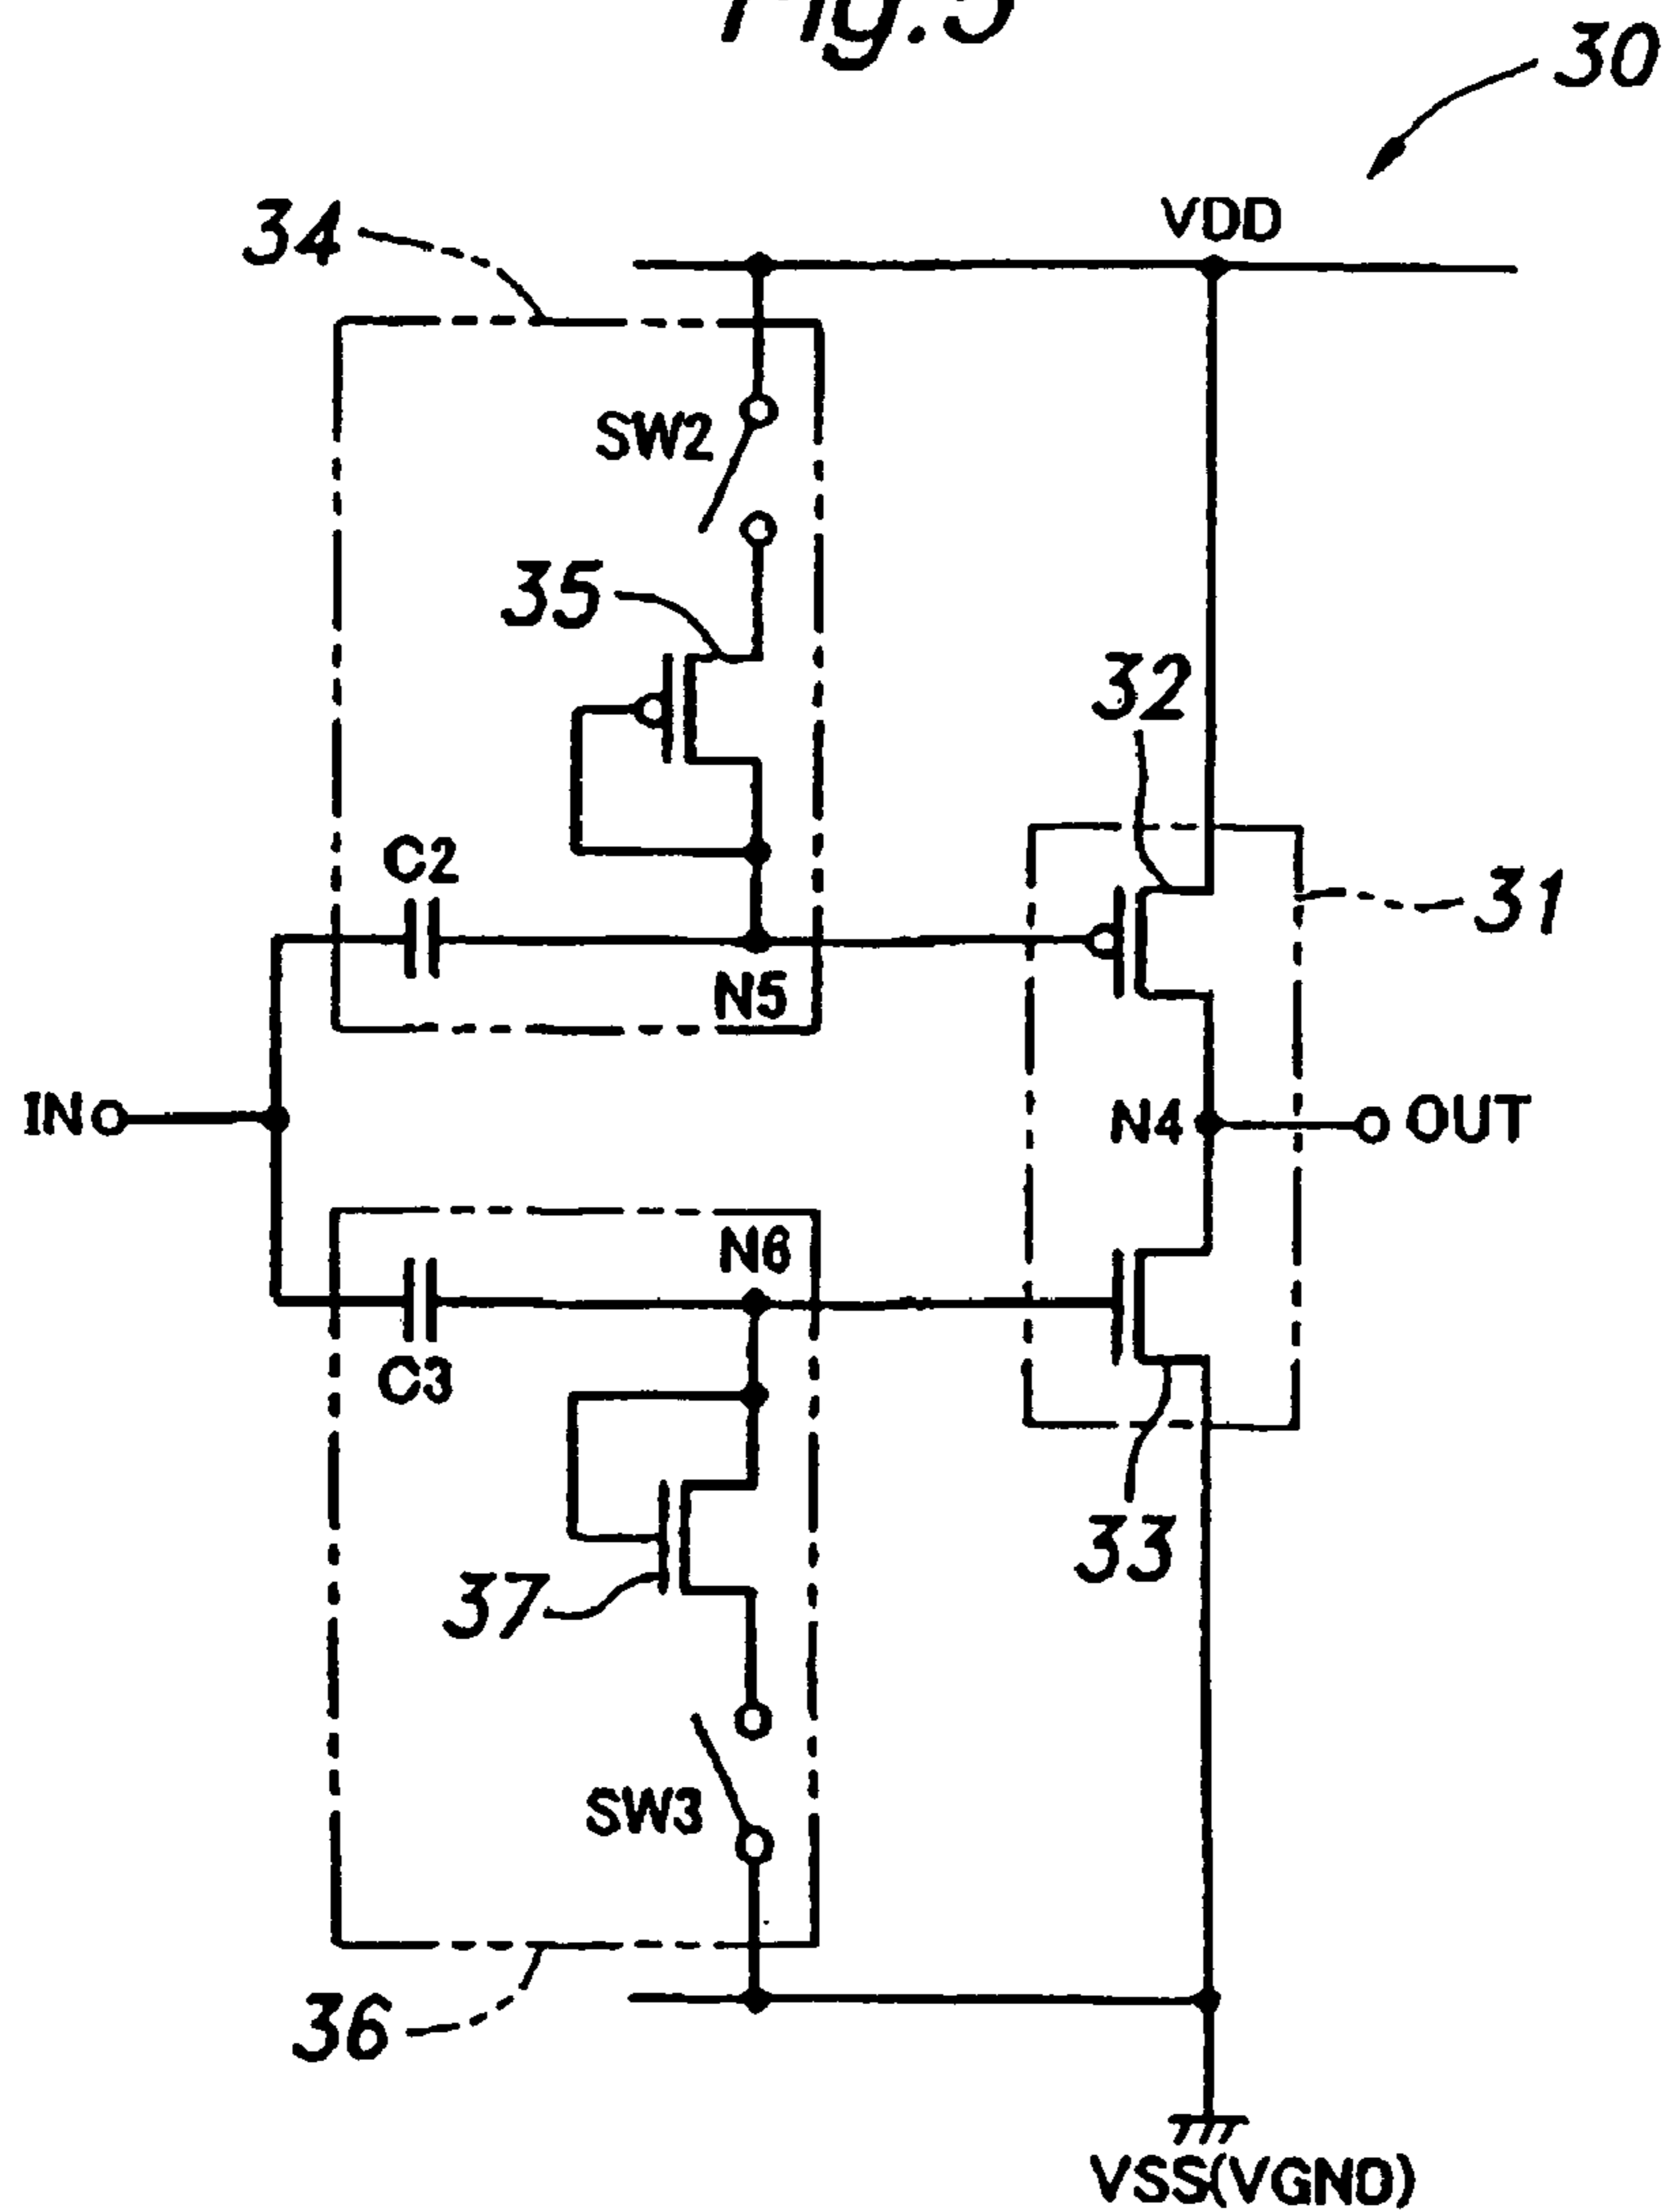 Fig.5
30
34
VDD
SW2
35
32
C2
31
N5
IN
N4
OUT
N6
C3
33
37
SW3
36
VSS(VGND)